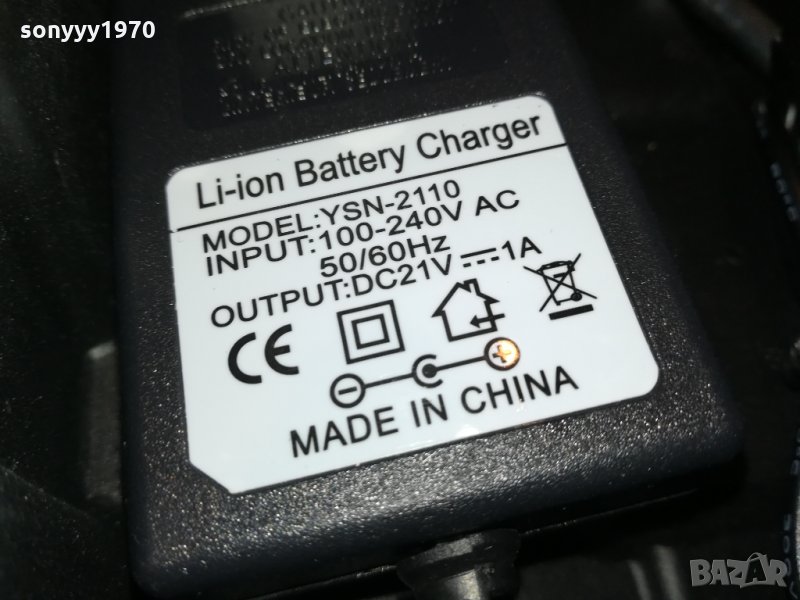 sonyyy1970
Li-ion Battery Charger
MODEL:YSN-2110
INPUT:100-240V AC
50/60Hz
OUTPUT:DC21V⎓1A
CE
MADE IN CHINA
BAZAR